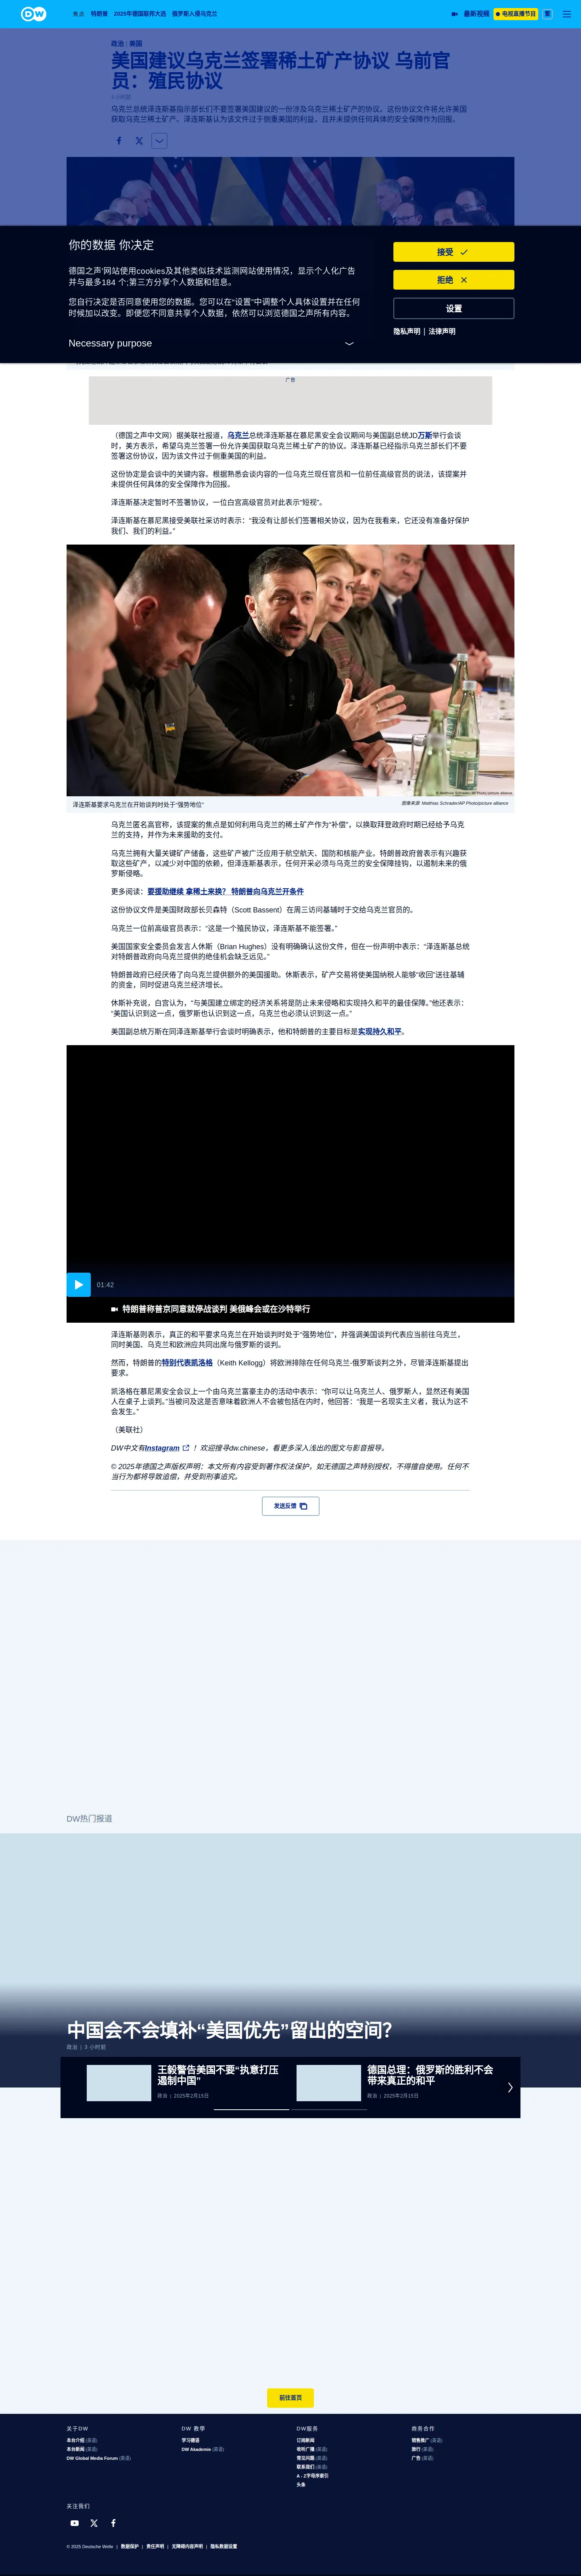 DW
焦点 特朗普 2025年德国联邦大选 俄罗斯入侵乌克兰
最新视频 电视直播节目 繁
政治 | 美国
美国建议乌克兰签署稀土矿产协议 乌前官
员：殖民协议
3 小时前
乌克兰总统泽连斯基指示部长们不要签署美国建议的一份涉及乌克兰稀土矿产的协议。这份协议文件将允许美国
获取乌克兰稀土矿产。泽连斯基认为该文件过于侧重美国的利益，且并未提供任何具体的安全保障作为回报。
你的数据 你决定
德国之声'网站使用cookies及其他类似技术监测网站使用情况，显示个人化广告
并与最多184 个;第三方分享个人数据和信息。
您自行决定是否同意使用您的数据。您可以在“设置”中调整个人具体设置并在任何
时候加以改变。即便您不同意共享个人数据，依然可以浏览德国之声所有内容。
Necessary purpose
接受
拒绝
设置
隐私声明 | 法律声明
广告
（德国之声中文网）据美联社报道，乌克兰总统泽连斯基在慕尼黑安全会议期间与美国副总统JD万斯举行会谈
时，美方表示，希望乌克兰签署一份允许美国获取乌克兰稀土矿产的协议。泽连斯基已经指示乌克兰部长们不要
签署这份协议，因为该文件过于侧重美国的利益。
这份协定是会谈中的关键内容。根据熟悉会谈内容的一位乌克兰现任官员和一位前任高级官员的说法，该提案并
未提供任何具体的安全保障作为回报。
泽连斯基决定暂时不签署协议，一位白宫高级官员对此表示“短视”。
泽连斯基在慕尼黑接受美联社采访时表示：“我没有让部长们签署相关协议，因为在我看来，它还没有准备好保护
我们、我们的利益。”
© Matthias Schrader/AP Photo/picture alliance
泽连斯基要求乌克兰在开始谈判时处于“强势地位”
图像来源 Matthias Schrader/AP Photo/picture alliance
乌克兰匿名高官称，该提案的焦点是如何利用乌克兰的稀土矿产作为“补偿”，以换取拜登政府时期已经给予乌克
兰的支持，并作为未来援助的支付。
乌克兰拥有大量关键矿产储备，这些矿产被广泛应用于航空航天、国防和核能产业。特朗普政府曾表示有兴趣获
取这些矿产，以减少对中国的依赖，但泽连斯基表示，任何开采必须与乌克兰的安全保障挂钩，以遏制未来的俄
罗斯侵略。
更多阅读：要援助继续 拿稀土来换？ 特朗普向乌克兰开条件
这份协议文件是美国财政部长贝森特（Scott Bassent）在周三访问基辅时于交给乌克兰官员的。
乌克兰一位前高级官员表示：“这是一个殖民协议，泽连斯基不能签署。”
美国国家安全委员会发言人休斯（Brian Hughes）没有明确确认这份文件，但在一份声明中表示：“泽连斯基总统
对特朗普政府向乌克兰提供的绝佳机会缺乏远见。”
特朗普政府已经厌倦了向乌克兰提供额外的美国援助。休斯表示，矿产交易将使美国纳税人能够“收回”送往基辅
的资金，同时促进乌克兰经济增长。
休斯补充说，白宫认为，“与美国建立绑定的经济关系将是防止未来侵略和实现持久和平的最佳保障。”他还表示：
“美国认识到这一点，俄罗斯也认识到这一点，乌克兰也必须认识到这一点。”
美国副总统万斯在同泽连斯基举行会谈时明确表示，他和特朗普的主要目标是实现持久和平。
01:42
特朗普称普京同意就停战谈判 美俄峰会或在沙特举行
泽连斯基则表示，真正的和平要求乌克兰在开始谈判时处于“强势地位”，并强调美国谈判代表应当前往乌克兰，
同时美国、乌克兰和欧洲应共同出席与俄罗斯的谈判。
然而，特朗普的特别代表凯洛格（Keith Kellogg）将欧洲排除在任何乌克兰-俄罗斯谈判之外，尽管泽连斯基提出
要求。
凯洛格在慕尼黑安全会议上一个由乌克兰富豪主办的活动中表示：“你可以让乌克兰人、俄罗斯人，显然还有美国
人在桌子上谈判。”当被问及这是否意味着欧洲人不会被包括在内时，他回答：“我是一名现实主义者，我认为这不
会发生。”
（美联社）
DW中文有Instagram ！欢迎搜寻dw.chinese，看更多深入浅出的图文与影音报导。
© 2025年德国之声版权声明：本文所有内容受到著作权法保护，如无德国之声特别授权，不得擅自使用。任何不
当行为都将导致追偿，并受到刑事追究。
发送反馈
DW热门报道
中国会不会填补“美国优先”留出的空间？
政治 | 3 小时前
王毅警告美国不要“执意打压
遏制中国”
政治 | 2025年2月15日
德国总理：俄罗斯的胜利不会
带来真正的和平
政治 | 2025年2月15日
前往首页
关于DW
本台介绍 (英语)
本台新闻 (英语)
DW Global Media Forum (英语)
DW 教學
学习德语
DW Akademie (英语)
DW服务
订阅新闻
收听广播 (英语)
常见问题 (英语)
联系我们 (英语)
A - Z字母序索引
头条
商务合作
销售推广 (英语)
旅行 (英语)
广告 (英语)
关注我们
© 2025 Deutsche Welle | 数据保护 | 责任声明 | 无障碍内容声明 | 隐私数据设置